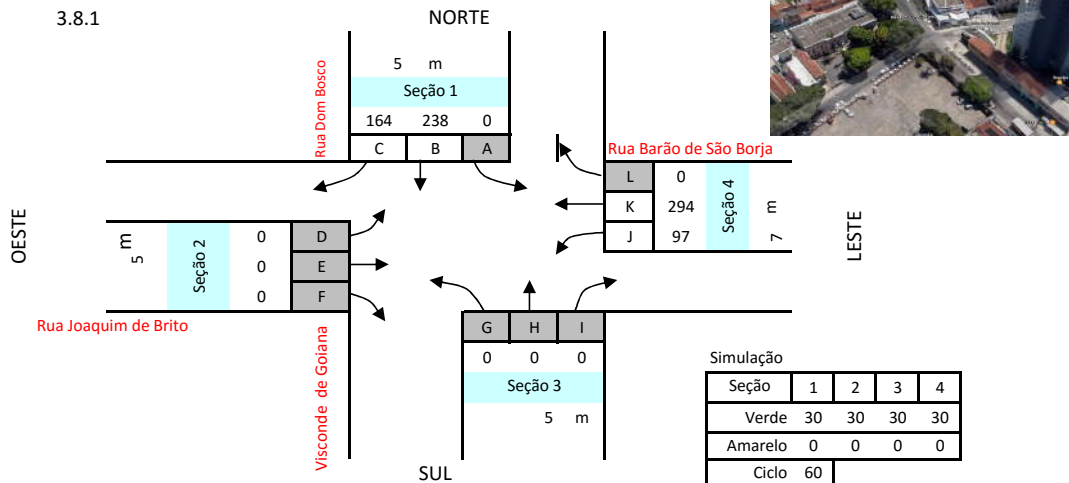 3.8.1
NORTE
Rua Dom Bosco
5 m
Seção 1
164 238 0
C B A
Rua Barão de São Borja
L 0
K 294
J 97
Seção 4
7 m
LESTE
OESTE
5 m
Seção 2
0 D
0 E
0 F
Rua Joaquim de Brito
Visconde de Goiana
G H I
0 0 0
Seção 3
5 m
SUL
Simulação
Seção 1 2 3 4
Verde 30 30 30 30
Amarelo 0 0 0 0
Ciclo 60